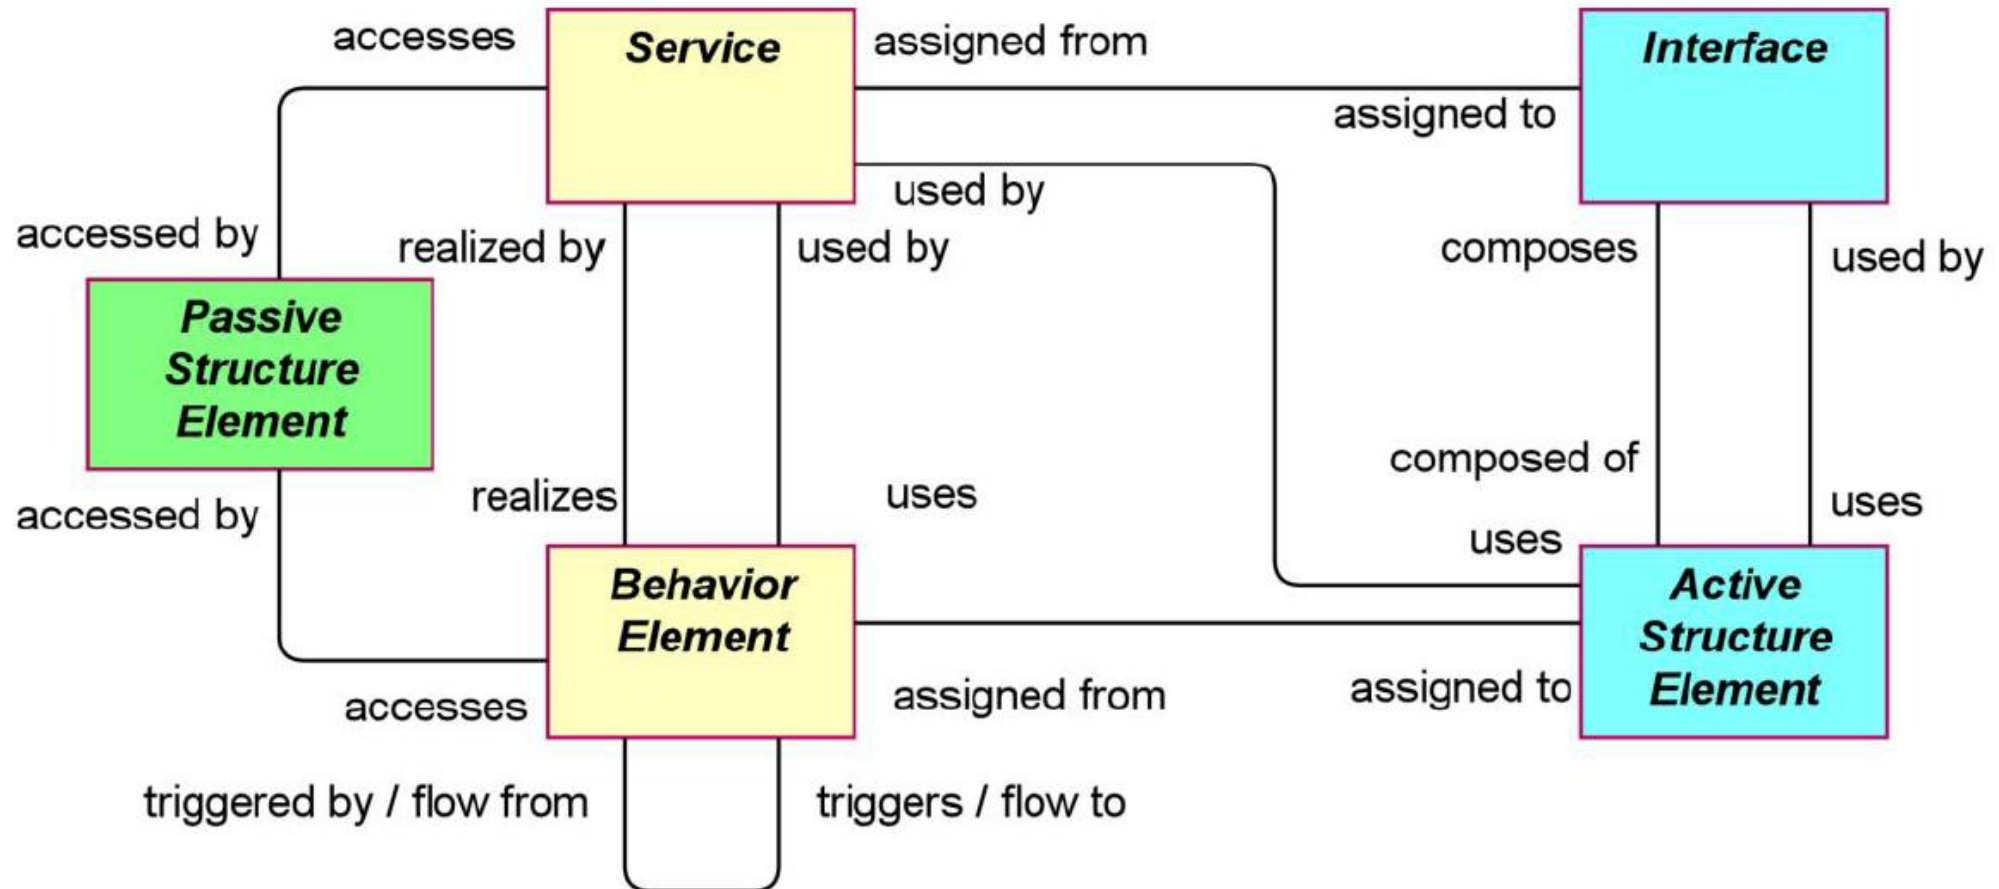 accesses
Service
assigned from
Interface
assigned to
used by
accessed by
realized by
used by
composes
used by
Passive
Structure
Element
composed of
accessed by
realizes
uses
uses
uses
Behavior
Element
Active
Structure
Element
accesses
assigned from
assigned to
triggered by / flow from
triggers / flow to